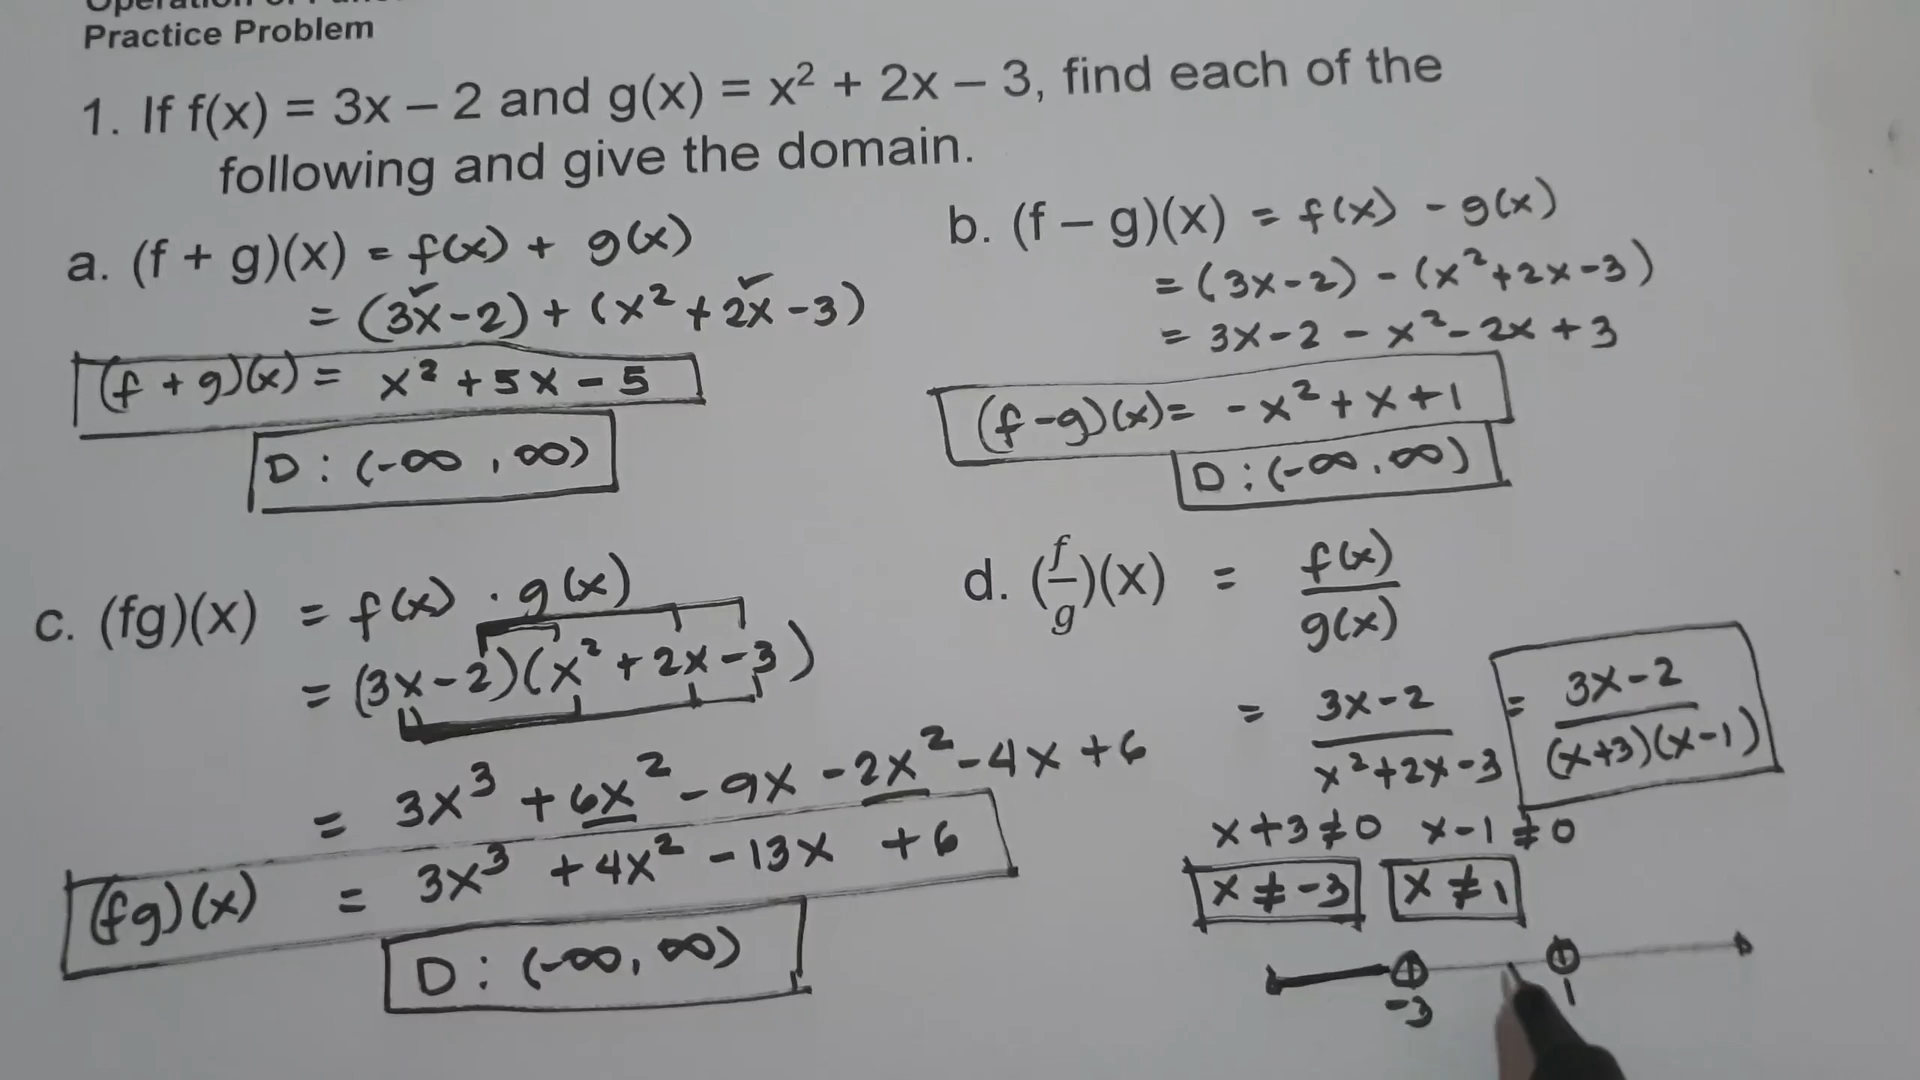 Practice Problem
1. If f(x) = 3x – 2 and g(x) = x² + 2x – 3, find each of the
following and give the domain.
a. (f + g)(x) = f(x) + g(x)
= (3x-2) + (x² + 2x - 3)
(f + g)(x) = x² + 5x - 5
D : (-∞ , ∞)
b. (f – g)(x) = f(x) - g(x)
= (3x-2) - (x²+2x-3)
= 3x-2 - x²-2x+3
(f-g)(x) = -x²+x+1
D : (-∞, ∞)
c. (fg)(x) = f(x) · g(x)
= (3x-2)(x² + 2x - 3)
= 3x³ + 6x² - 9x - 2x² - 4x + 6
(fg)(x) = 3x³ + 4x² - 13x + 6
D : (-∞, ∞)
d. (f/g)(x) = f(x)/g(x)
= 3x-2/x²+2x-3 = 3x-2/(x+3)(x-1)
x+3≠0 x-1≠0
x ≠ -3 x ≠ 1
-3 1